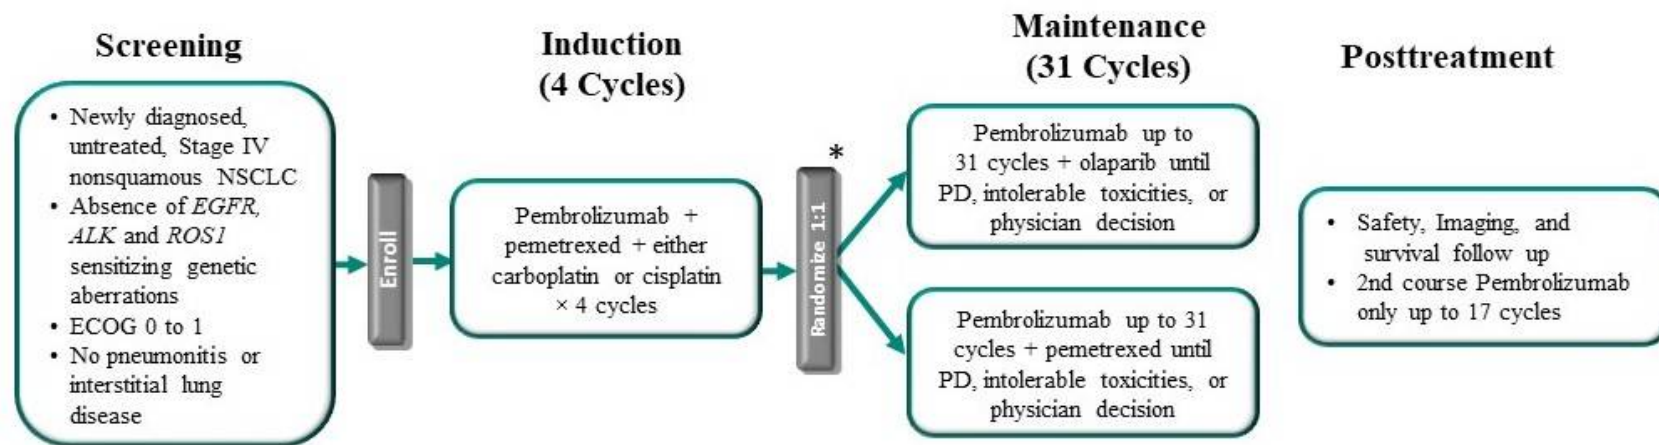 Screening
• Newly diagnosed,
untreated, Stage IV
nonsquamous NSCLC
• Absence of EGFR,
ALK and ROS1
sensitizing genetic
aberrations
• ECOG 0 to 1
• No pneumonitis or
interstitial lung
disease
Enroll
Induction
(4 Cycles)
Pembrolizumab +
pemetrexed + either
carboplatin or cisplatin
× 4 cycles
*
Randomize 1:1
Maintenance
(31 Cycles)
Pembrolizumab up to
31 cycles + olaparib until
PD, intolerable toxicities, or
physician decision
Pembrolizumab up to 31
cycles + pemetrexed until
PD, intolerable toxicities, or
physician decision
Posttreatment
• Safety, Imaging, and
survival follow up
• 2nd course Pembrolizumab
only up to 17 cycles